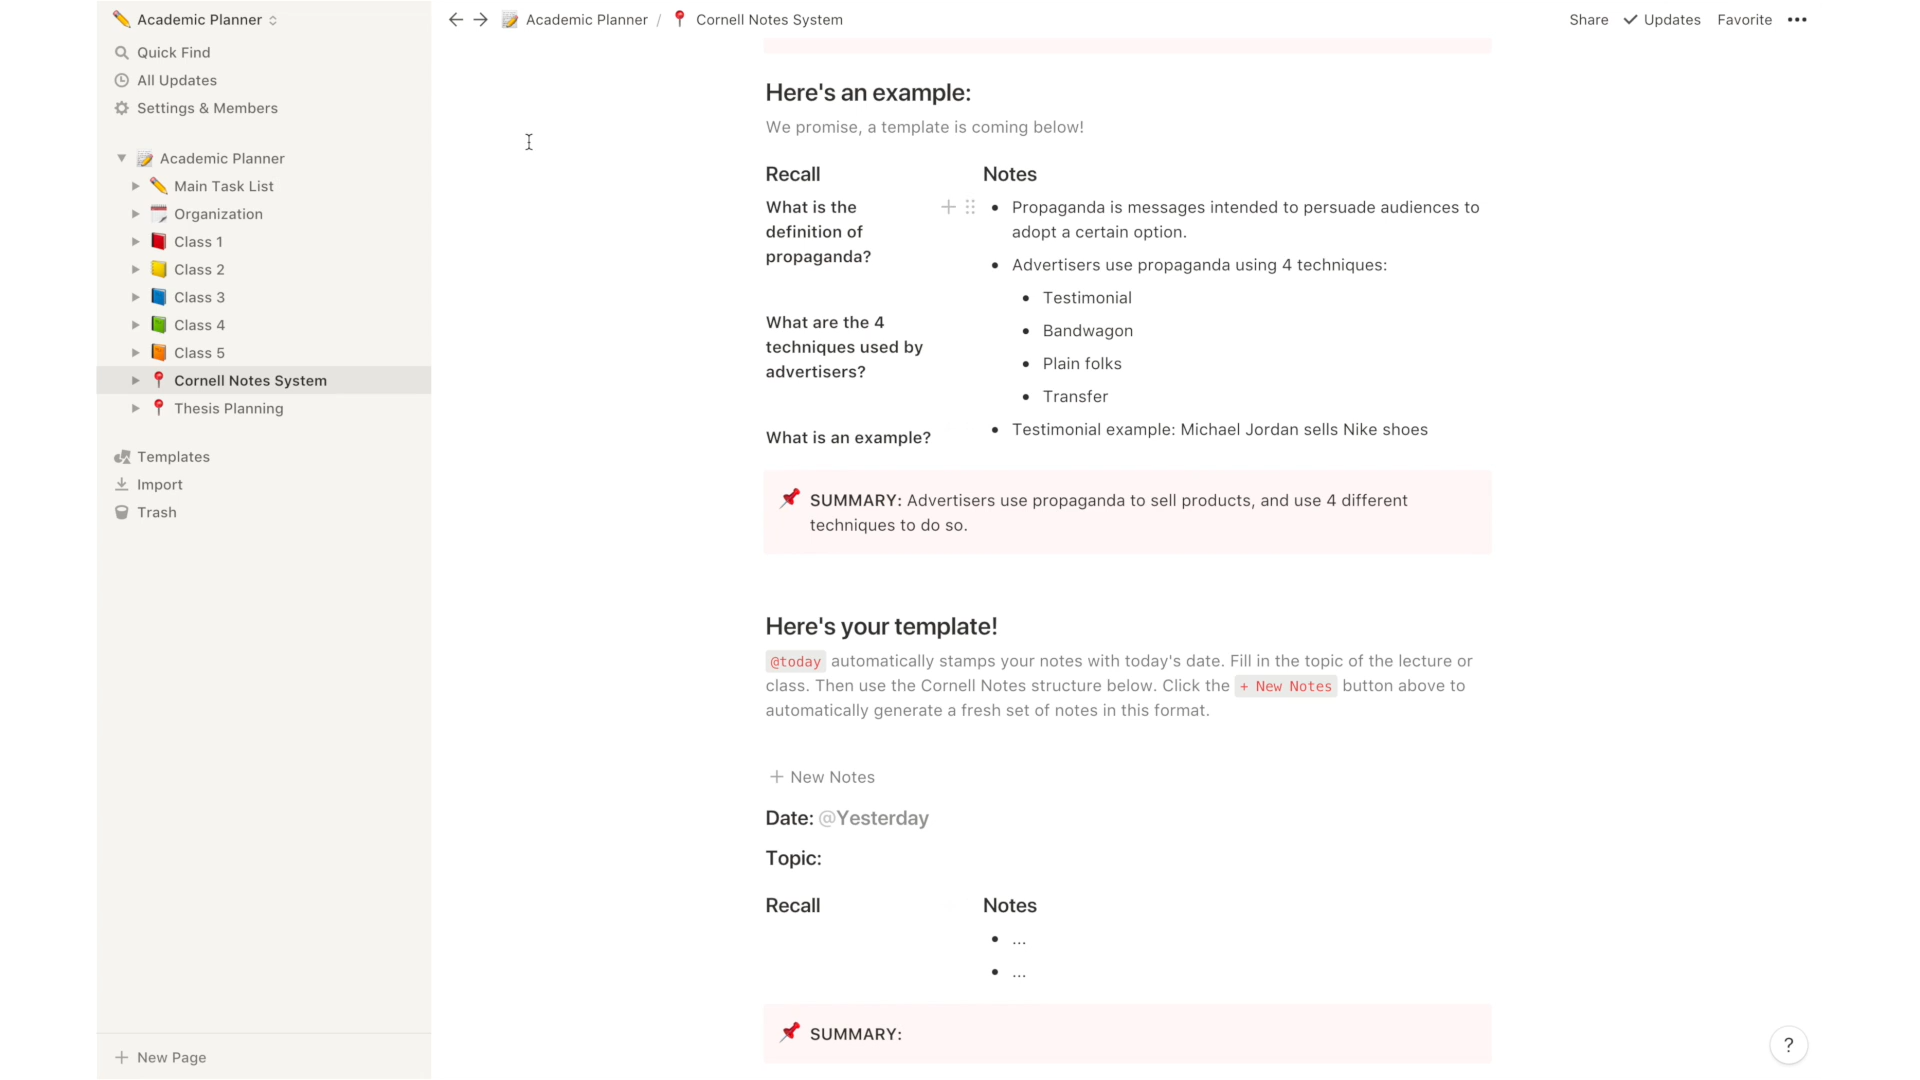 Academic Planner
Quick Find
All Updates
Settings & Members
Academic Planner
Main Task List
Organization
Class 1
Class 2
Class 3
Class 4
Class 5
Cornell Notes System
Thesis Planning
Templates
Import
Trash
New Page
Academic Planner / Cornell Notes System
Share Updates Favorite
Here's an example:
We promise, a template is coming below!
Recall
What is the
definition of
propaganda?
What are the 4
techniques used by
advertisers?
What is an example?
Notes
Propaganda is messages intended to persuade audiences to
adopt a certain option.
Advertisers use propaganda using 4 techniques:
Testimonial
Bandwagon
Plain folks
Transfer
Testimonial example: Michael Jordan sells Nike shoes
SUMMARY: Advertisers use propaganda to sell products, and use 4 different
techniques to do so.
Here's your template!
@today automatically stamps your notes with today's date. Fill in the topic of the lecture or
class. Then use the Cornell Notes structure below. Click the + New Notes button above to
automatically generate a fresh set of notes in this format.
+ New Notes
Date: @Yesterday
Topic:
Recall
Notes
...
...
SUMMARY:
?